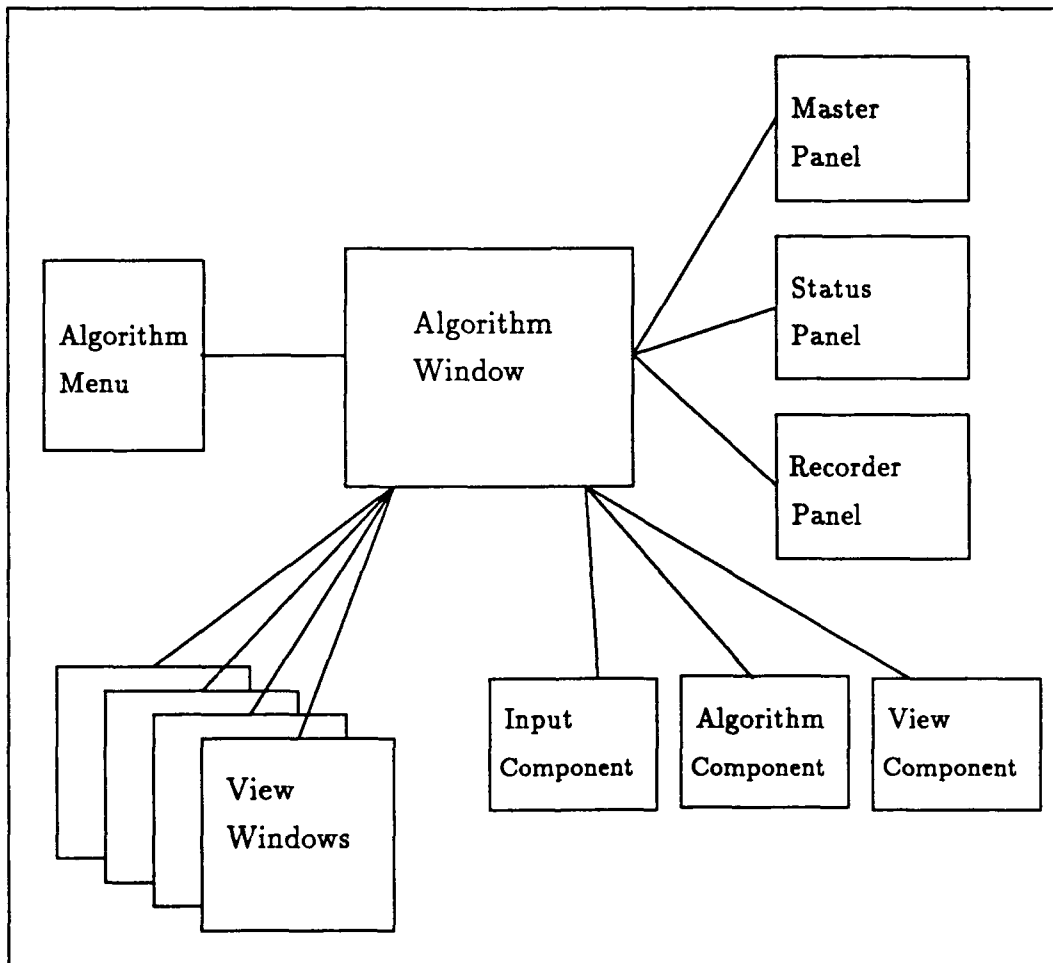 Master
Panel
Status
Panel
Recorder
Panel
Algorithm
Menu
Algorithm
Window
View
Windows
Input
Component
Algorithm
Component
View
Component